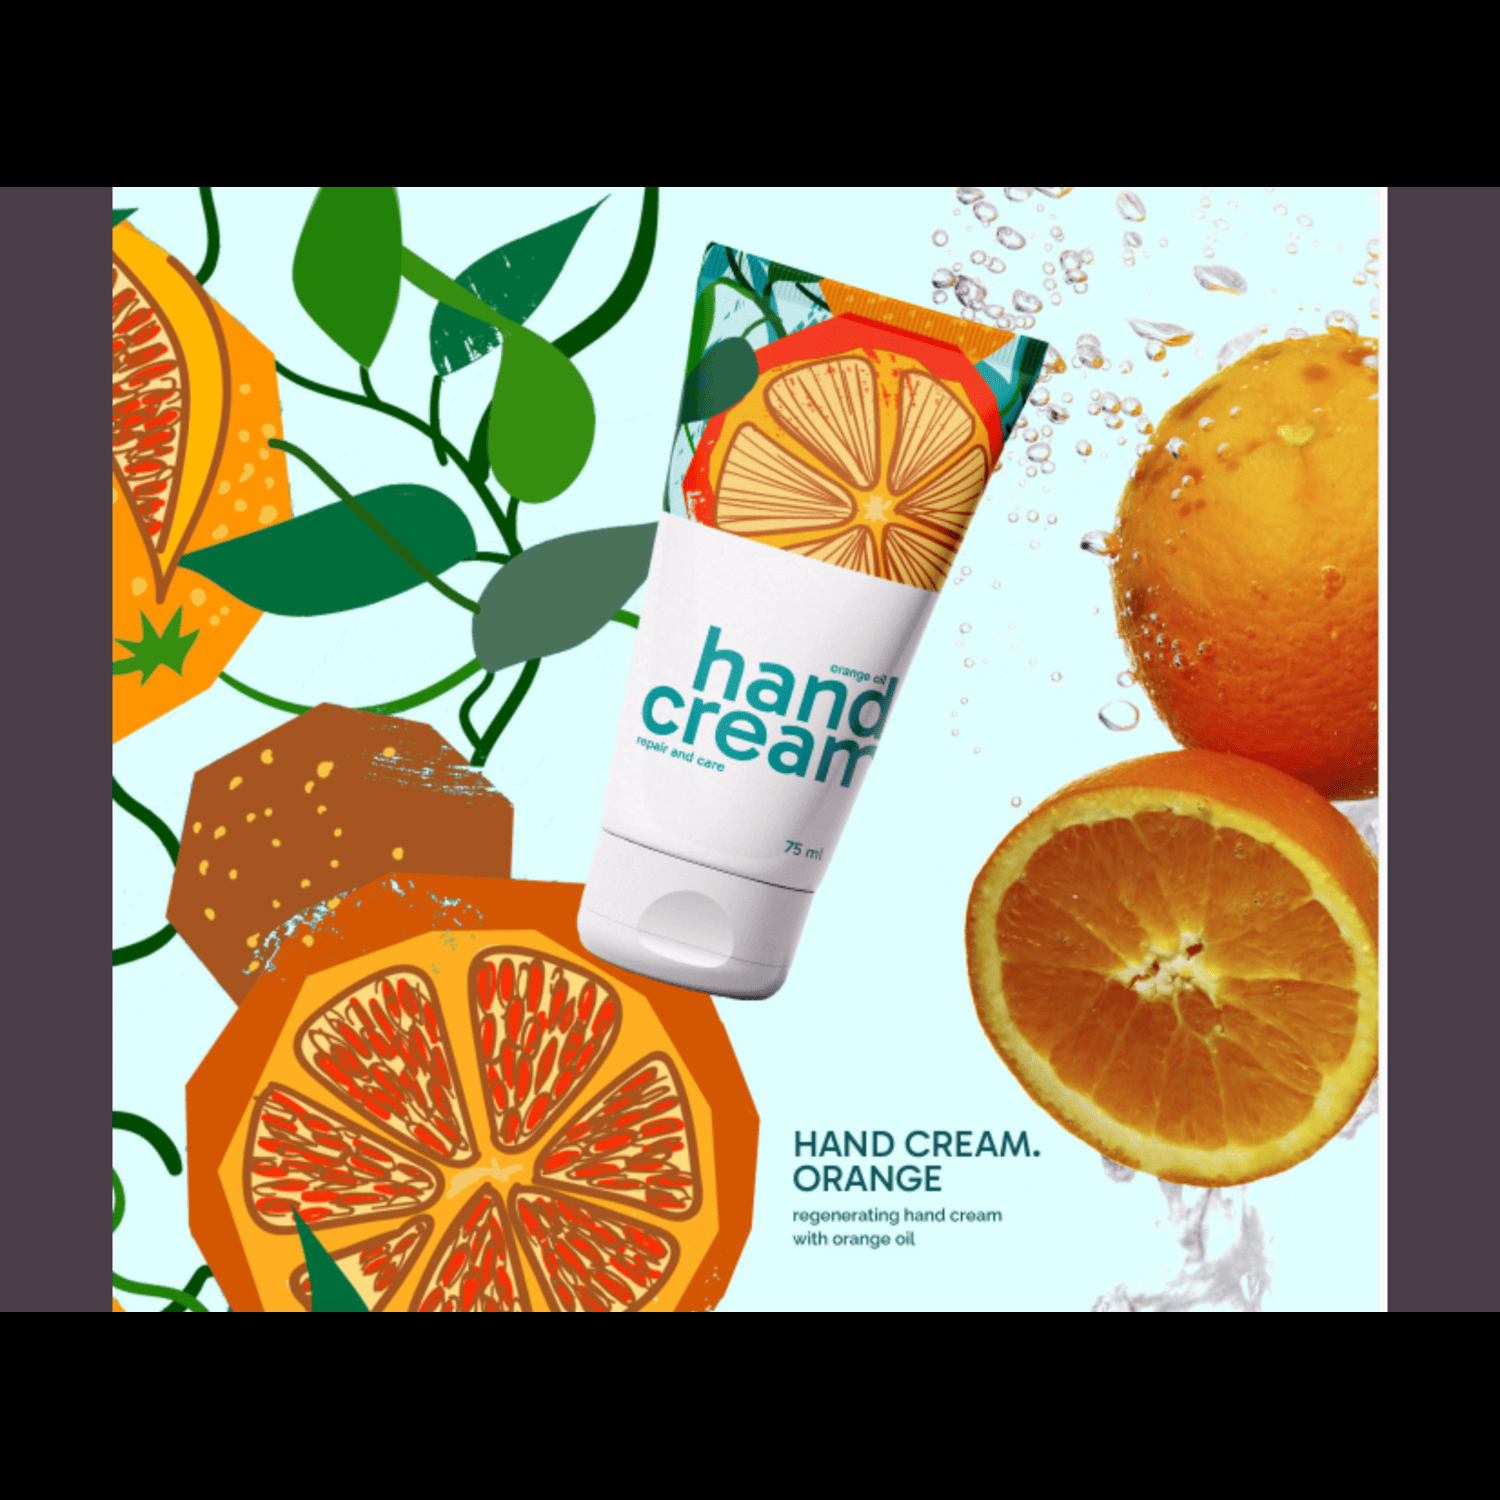 orange oil
hand
cream
repair and care
75 ml
HAND CREAM.
ORANGE
regenerating hand cream
with orange oil